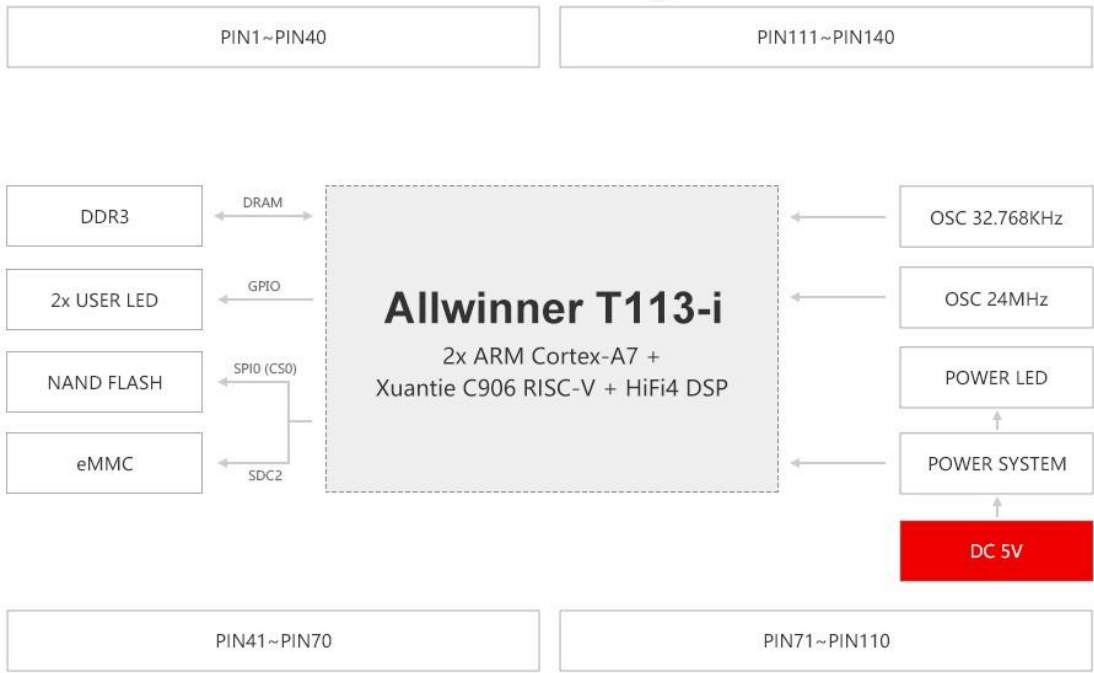 PIN1~PIN40
PIN111~PIN140
DDR3
DRAM
OSC 32.768KHz
2x USER LED
GPIO
OSC 24MHz
Allwinner T113-i
2x ARM Cortex-A7 +
Xuantie C906 RISC-V + HiFi4 DSP
NAND FLASH
SPI0 (CS0)
POWER LED
eMMC
SDC2
POWER SYSTEM
DC 5V
PIN41~PIN70
PIN71~PIN110